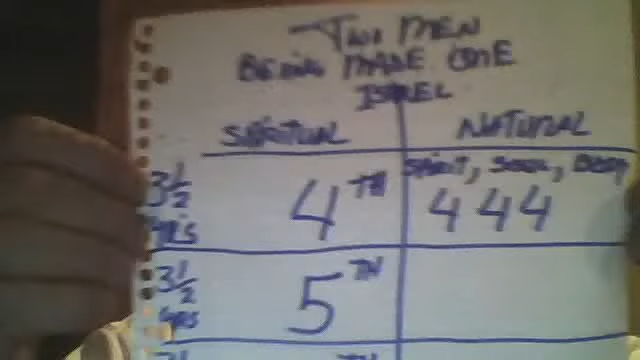 TWO MEN
BEING MADE ONE
ISRAEL
SPIRITUAL NATURAL
3½ yrs 4TH SPIRIT, SOUL, BODY
444
3½ yrs 5TH